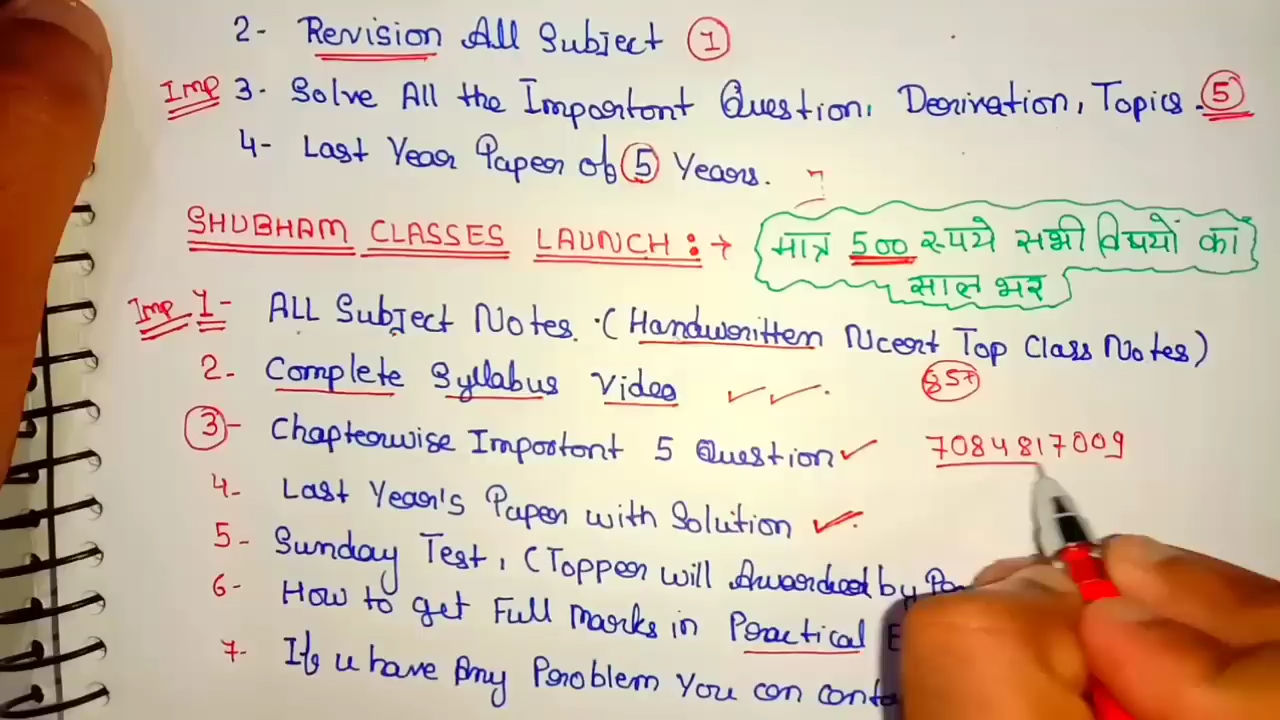 2- Revision All Subject 1
Imp 3- Solve All the Important Question, Derivation, Topics. 5
4- Last Year Paper of 5 Years.
SHUBHAM CLASSES LAUNCH :→
मात्र 500 रुपये सभी विषयों का
साल भर
Imp 1- ALL Subject Notes. (Handwritten Ncert Top Class Notes)
2- Complete Syllabus Video
857
3- Chapterwise Important 5 Question ✓
7084817009
4- Last Year's Paper with Solution ✓
5- Sunday Test, (Topper will Awarded by
6- How to get Full Marks in Practical
7- If u have Any Problem You can